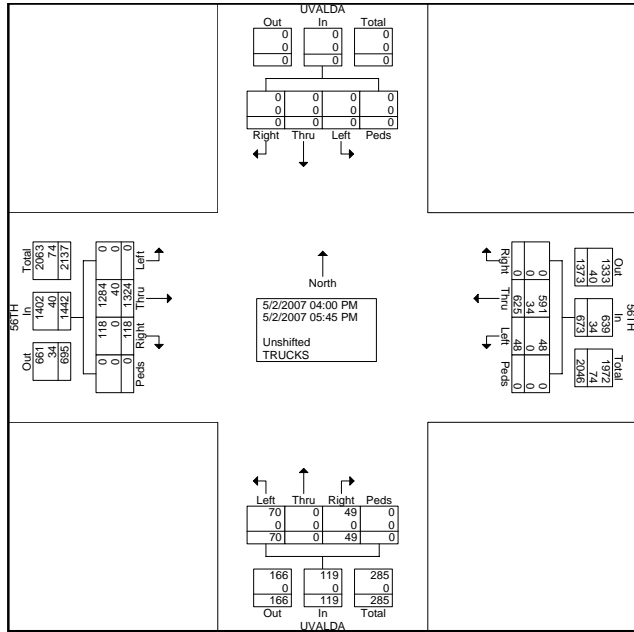 UVALDA
Out In Total
0 0 0
0 0 0
0 0 0
0 0 0 0
0 0 0 0
0 0 0 0
Right Thru Left Peds
56TH
Total In Out
2063 1402 661
74 40 34
2137 1442 695
Left Thru Right Peds
0 1284 118 0
0 40 0 0
0 1324 118 0
North
5/2/2007 04:00 PM
5/2/2007 05:45 PM
Unshifted
TRUCKS
Right Thru Left Peds
0 591 48 0
0 34 0 0
0 625 48 0
56TH
Out In Total
1333 639 1972
40 34 74
1373 673 2046
Left Thru Right Peds
70 0 49 0
0 0 0 0
70 0 49 0
166 119 285
0 0 0
166 119 285
Out In Total
UVALDA